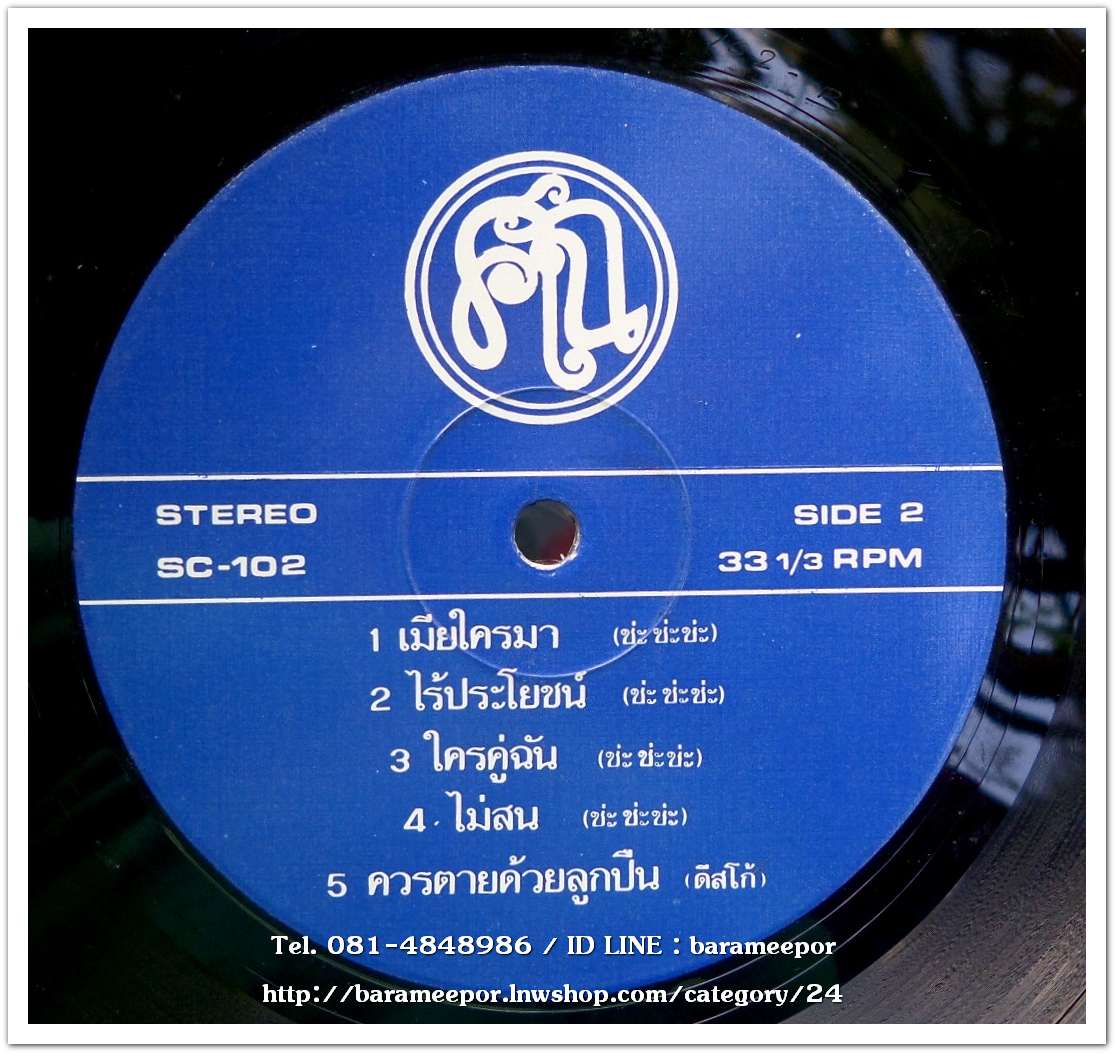 STEREO
SIDE 2
SC-102
33 1/3 RPM
1 เมียใครมา (ช่ะ ช่ะช่ะ)
2 ไร้ประโยชน์ (ช่ะ ช่ะช่ะ)
3 ใครคู่ฉัน (ช่ะ ช่ะช่ะ)
4. ไม่สน (ช่ะ ช่ะช่ะ)
5 ควรตายด้วยลูกปืน (ดีสโก้)
Tel. 081-4848986 / ID LINE : barameepor
http://barameepor.lnwshop.com/category/24